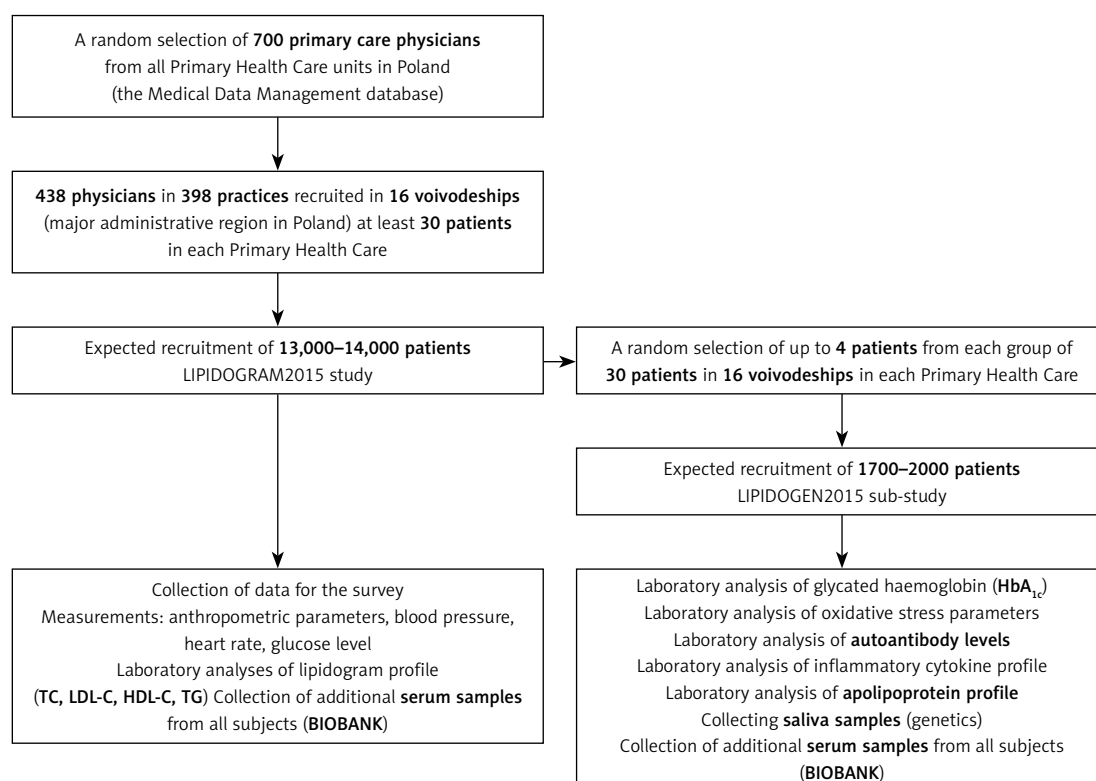 A random selection of 700 primary care physicians
from all Primary Health Care units in Poland
(the Medical Data Management database)
438 physicians in 398 practices recruited in 16 voivodeships
(major administrative region in Poland) at least 30 patients
in each Primary Health Care
Expected recruitment of 13,000–14,000 patients
LIPIDOGRAM2015 study
A random selection of up to 4 patients from each group of
30 patients in 16 voivodeships in each Primary Health Care
Expected recruitment of 1700–2000 patients
LIPIDOGEN2015 sub-study
Collection of data for the survey
Measurements: anthropometric parameters, blood pressure,
heart rate, glucose level
Laboratory analyses of lipidogram profile
(TC, LDL-C, HDL-C, TG) Collection of additional serum samples
from all subjects (BIOBANK)
Laboratory analysis of glycated haemoglobin (HbA1c)
Laboratory analysis of oxidative stress parameters
Laboratory analysis of autoantibody levels
Laboratory analysis of inflammatory cytokine profile
Laboratory analysis of apolipoprotein profile
Collecting saliva samples (genetics)
Collection of additional serum samples from all subjects
(BIOBANK)